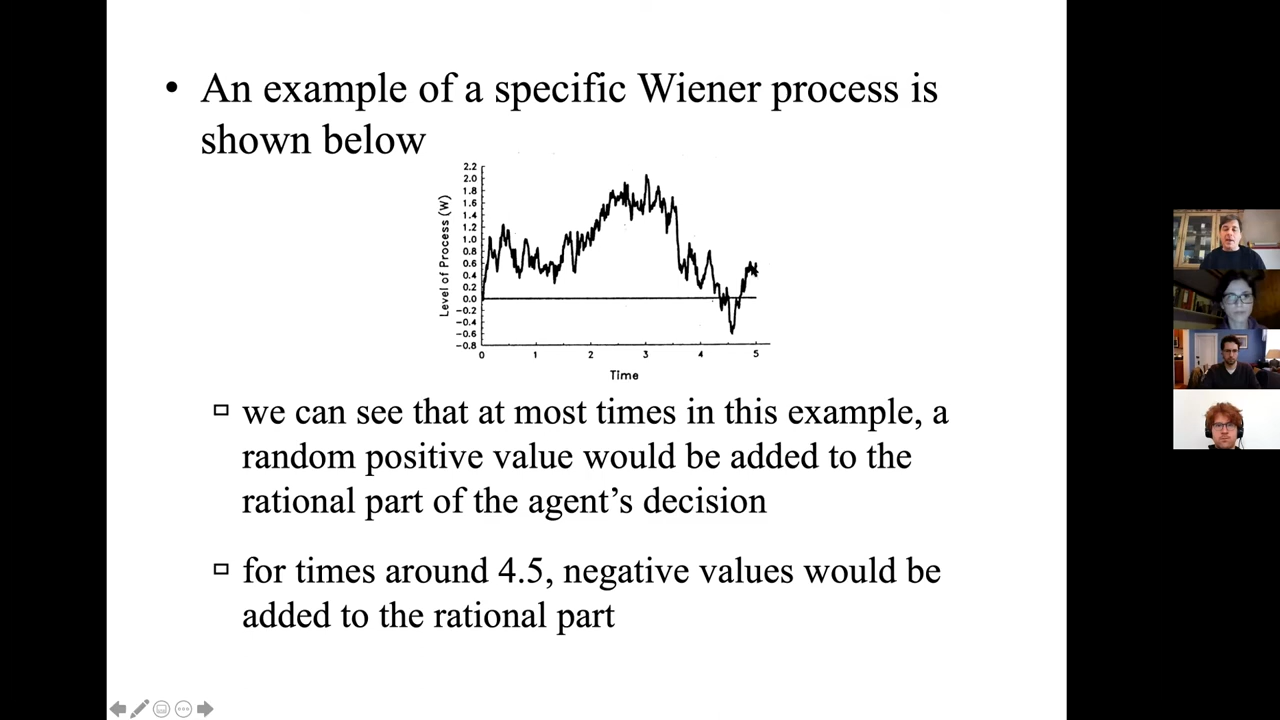 • An example of a specific Wiener process is
shown below
2.2
2.0
1.8
1.6
1.4
1.2
1.0
0.8
0.6
0.4
0.2
0.0
−0.2
−0.4
−0.6
−0.8
Level of Process (W)
0 1 2 3 4 5
Time
we can see that at most times in this example, a
random positive value would be added to the
rational part of the agent’s decision
for times around 4.5, negative values would be
added to the rational part